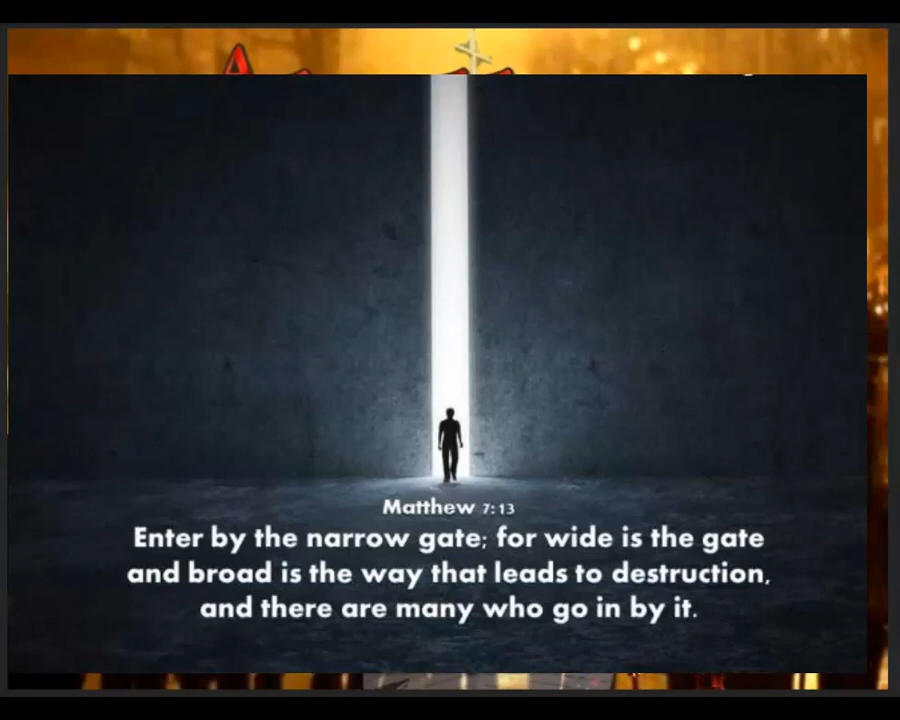 Matthew 7:13
Enter by the narrow gate; for wide is the gate
and broad is the way that leads to destruction,
and there are many who go in by it.